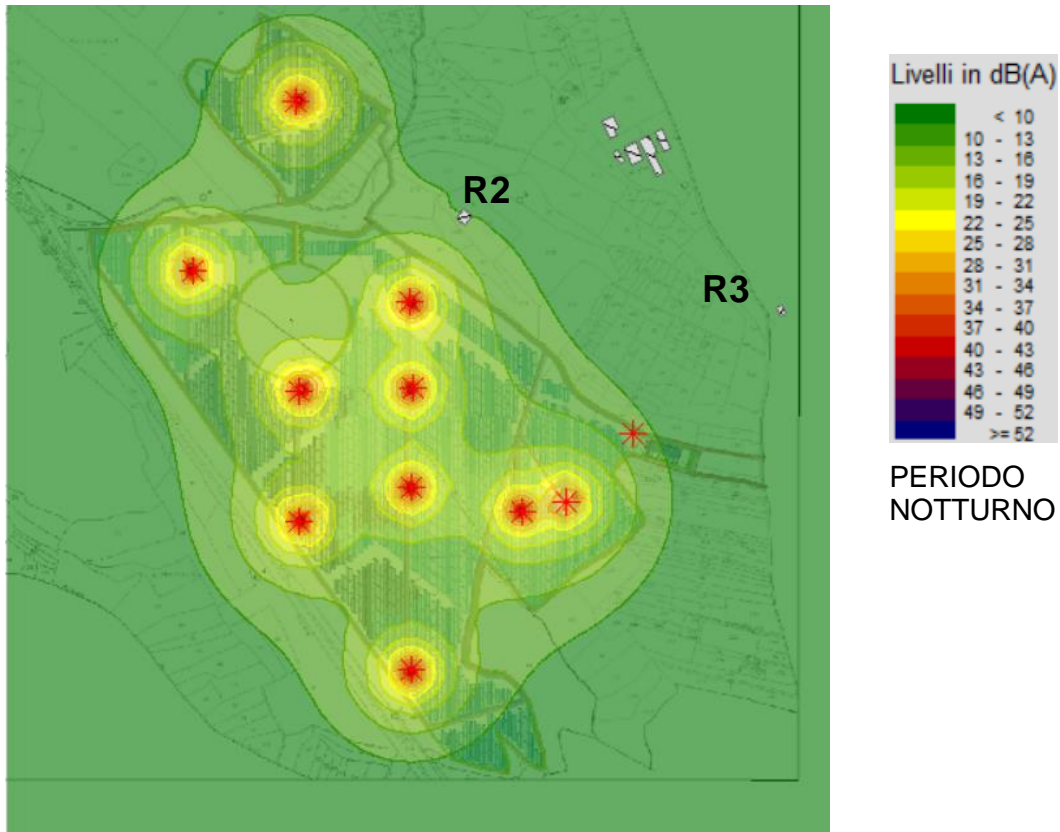 R2
R3
Livelli in dB(A)
< 10
10 - 13
13 - 16
16 - 19
19 - 22
22 - 25
25 - 28
28 - 31
31 - 34
34 - 37
37 - 40
40 - 43
43 - 46
46 - 49
49 - 52
>= 52
PERIODO
NOTTURNO